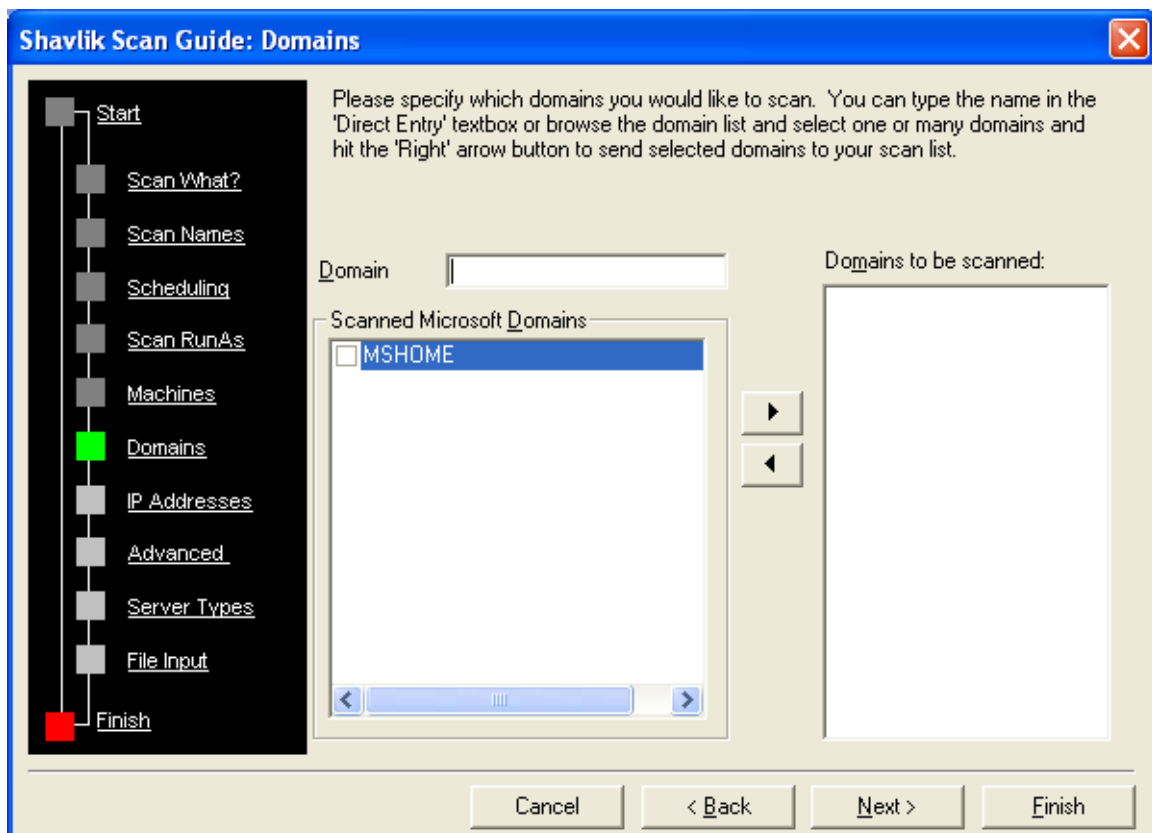 Shavlik Scan Guide: Domains
Start
Scan What?
Scan Names
Scheduling
Scan RunAs
Machines
Domains
IP Addresses
Advanced
Server Types
File Input
Finish
Please specify which domains you would like to scan. You can type the name in the
'Direct Entry' textbox or browse the domain list and select one or many domains and
hit the 'Right' arrow button to send selected domains to your scan list.
Domain
Scanned Microsoft Domains
MSHOME
Domains to be scanned:
Cancel
< Back
Next >
Finish